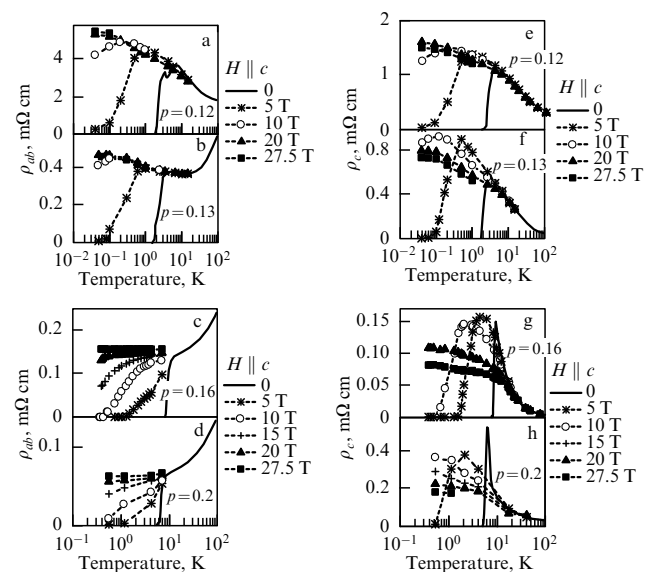 a
4
2
0
p = 0.12
b
0.4
0.2
0
p = 0.13
ρab, mΩ cm
10⁻² 10⁻¹ 10⁰ 10¹ 10²
Temperature, K
H ∥ c
0
5 T
10 T
20 T
27.5 T
e
2
1
0
p = 0.12
f
0.8
0.4
0
p = 0.13
ρc, mΩ cm
10⁻² 10⁻¹ 10⁰ 10¹ 10²
Temperature, K
H ∥ c
0
5 T
10 T
20 T
27.5 T
c
0.2
0.1
0
p = 0.16
d
0.1
0
p = 0.2
ρab, mΩ cm
10⁻¹ 10⁰ 10¹ 10²
Temperature, K
H ∥ c
0
5 T
10 T
15 T
20 T
27.5 T
g
0.15
0.10
0.05
0
p = 0.16
h
0.4
0.2
0
p = 0.2
ρc, mΩ cm
10⁻¹ 10⁰ 10¹ 10²
Temperature, K
H ∥ c
0
5 T
10 T
15 T
20 T
27.5 T